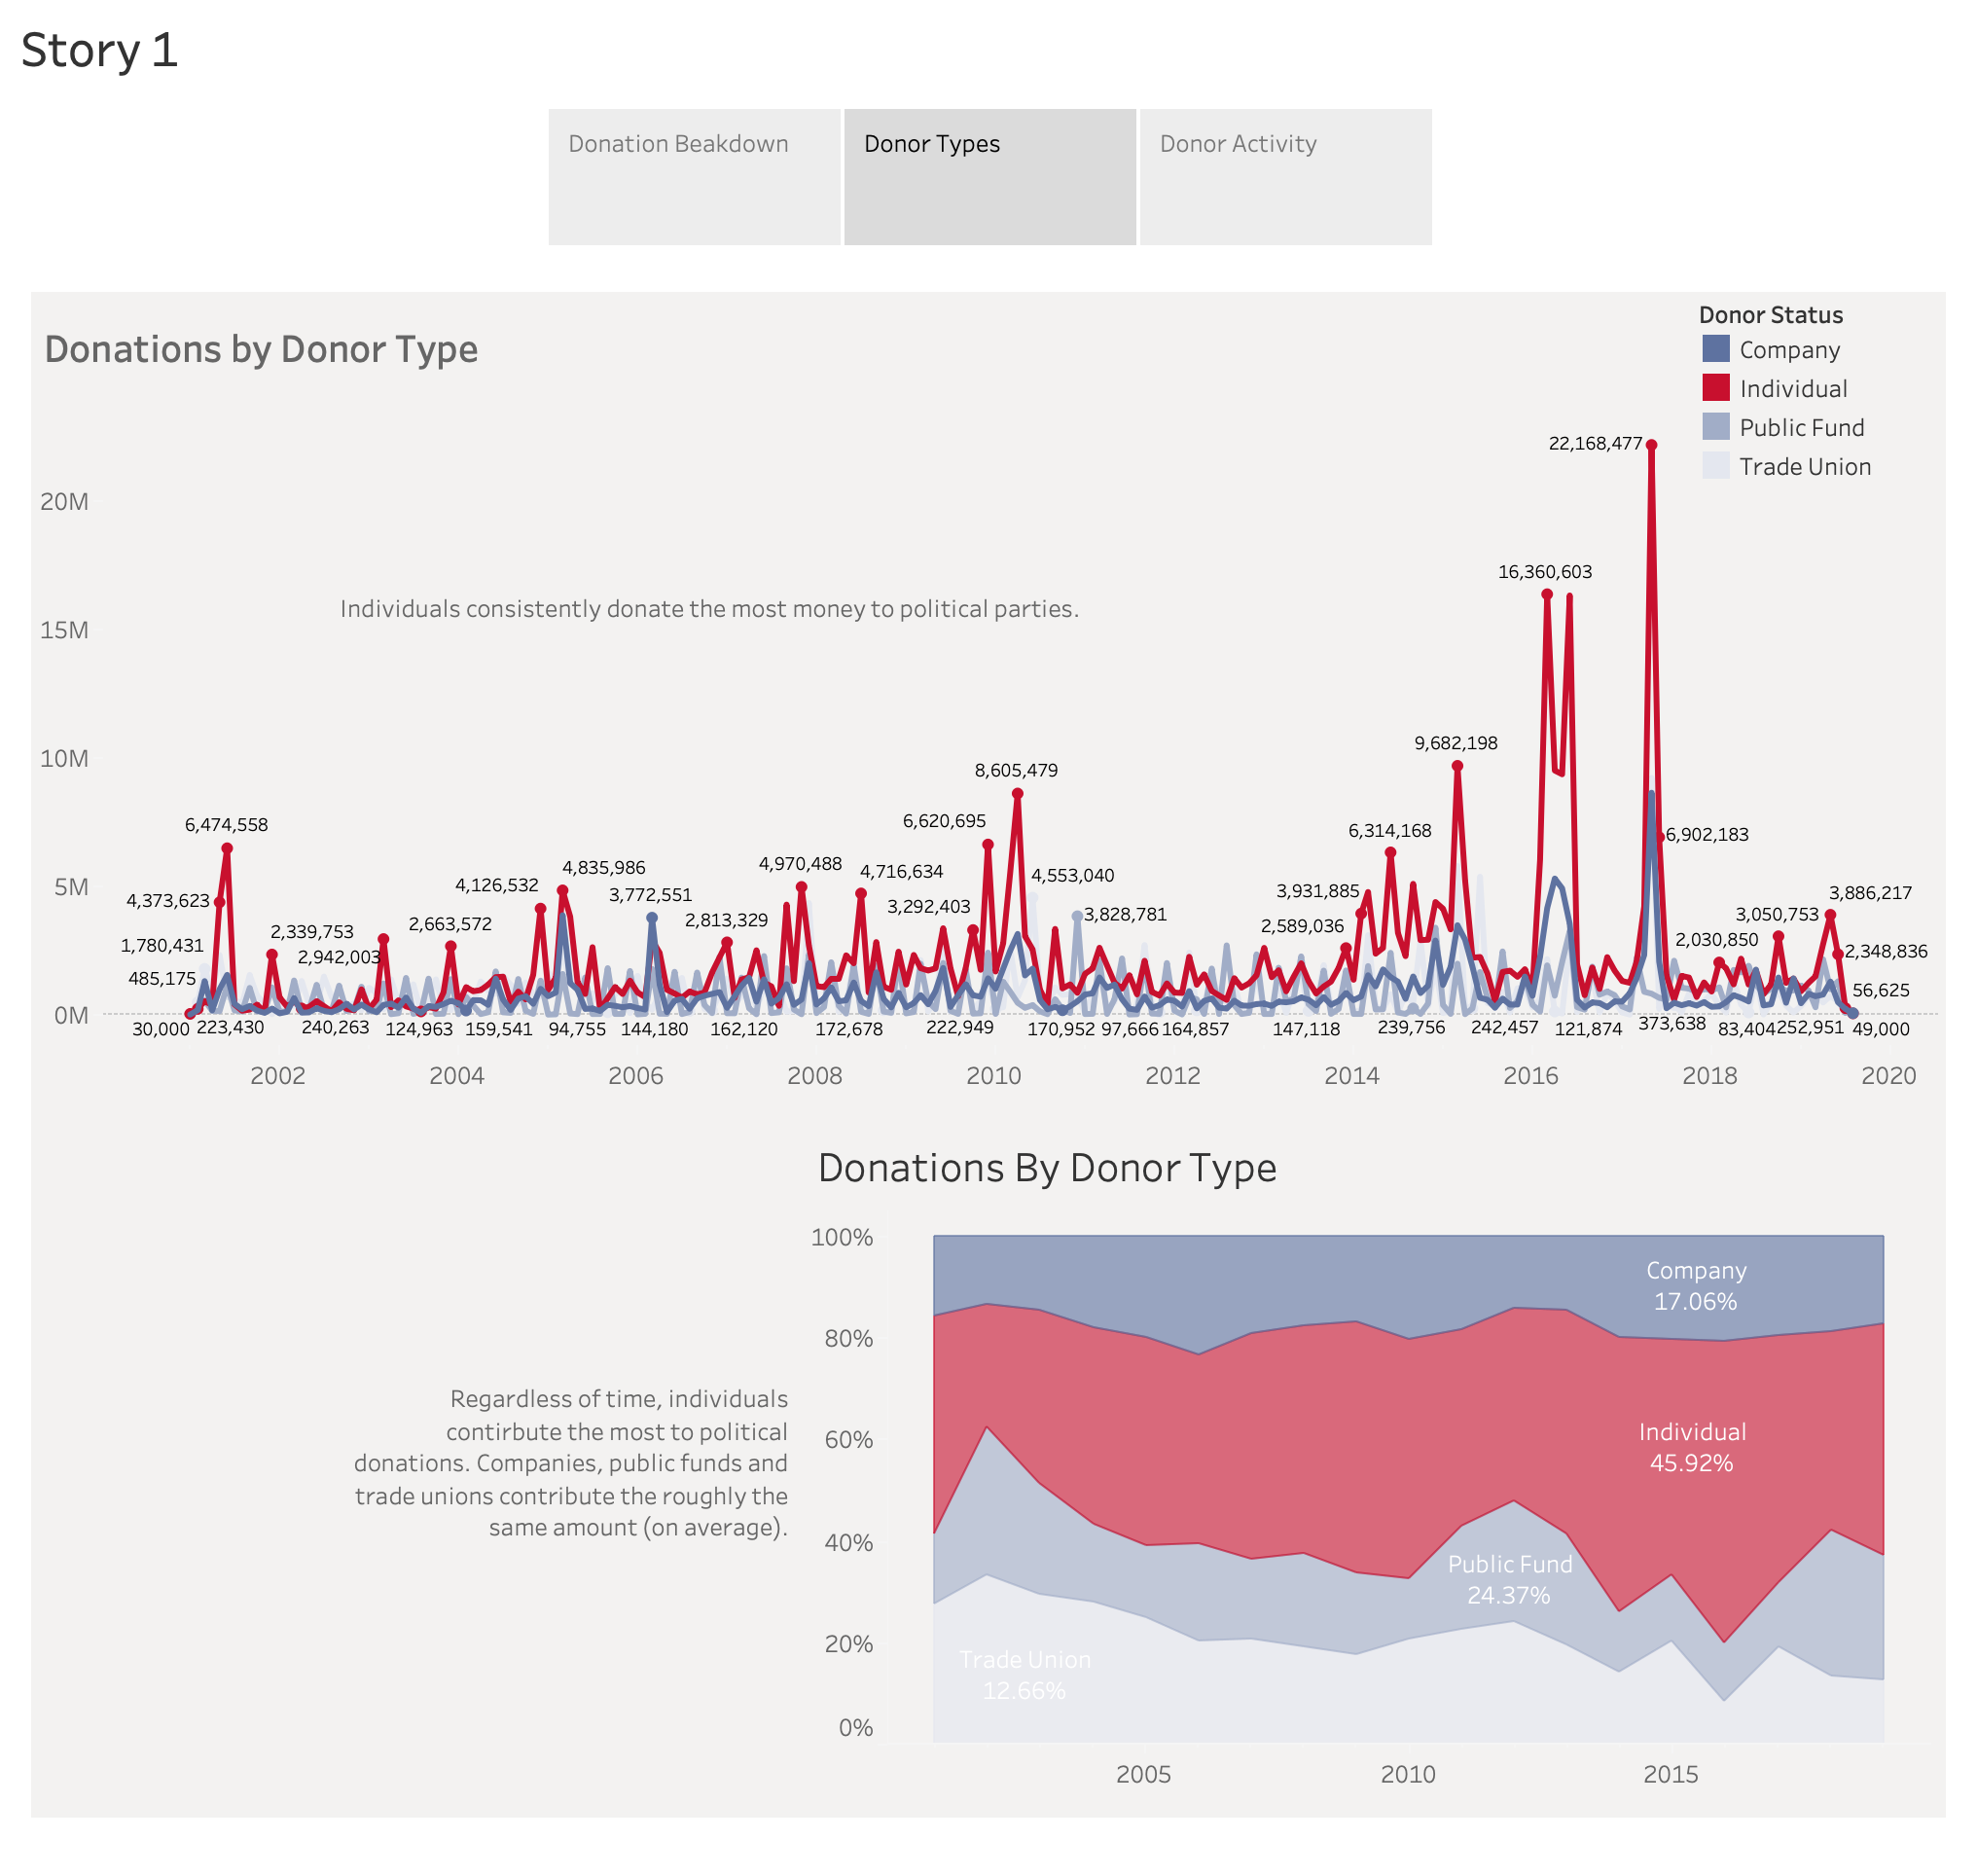 Story 1
Donation Beakdown
Donor Types
Donor Activity
Donations by Donor Type
Donor Status
Company
Individual
Public Fund
Trade Union
Individuals consistently donate the most money to political parties.
20M
15M
10M
5M
0M
22,168,477
16,360,603
9,682,198
8,605,479
6,474,558
6,620,695
6,314,168
6,902,183
4,373,623
4,126,532
4,835,986
3,772,551
4,970,488
4,716,634
4,553,040
3,931,885
3,886,217
2,339,753
2,663,572
2,813,329
3,292,403
3,828,781
2,589,036
3,050,753
1,780,431
2,942,003
2,030,850
2,348,836
485,175
56,625
30,000
223,430
240,263
124,963
159,541
94,755
144,180
162,120
172,678
222,949
170,952
97,666
164,857
147,118
239,756
242,457
121,874
373,638
83,404
252,951
49,000
2002
2004
2006
2008
2010
2012
2014
2016
2018
2020
Donations By Donor Type
Regardless of time, individuals
contirbute the most to political
donations. Companies, public funds and
trade unions contribute the roughly the
same amount (on average).
100%
80%
60%
40%
20%
0%
Company
17.06%
Individual
45.92%
Public Fund
24.37%
Trade Union
12.66%
2005
2010
2015